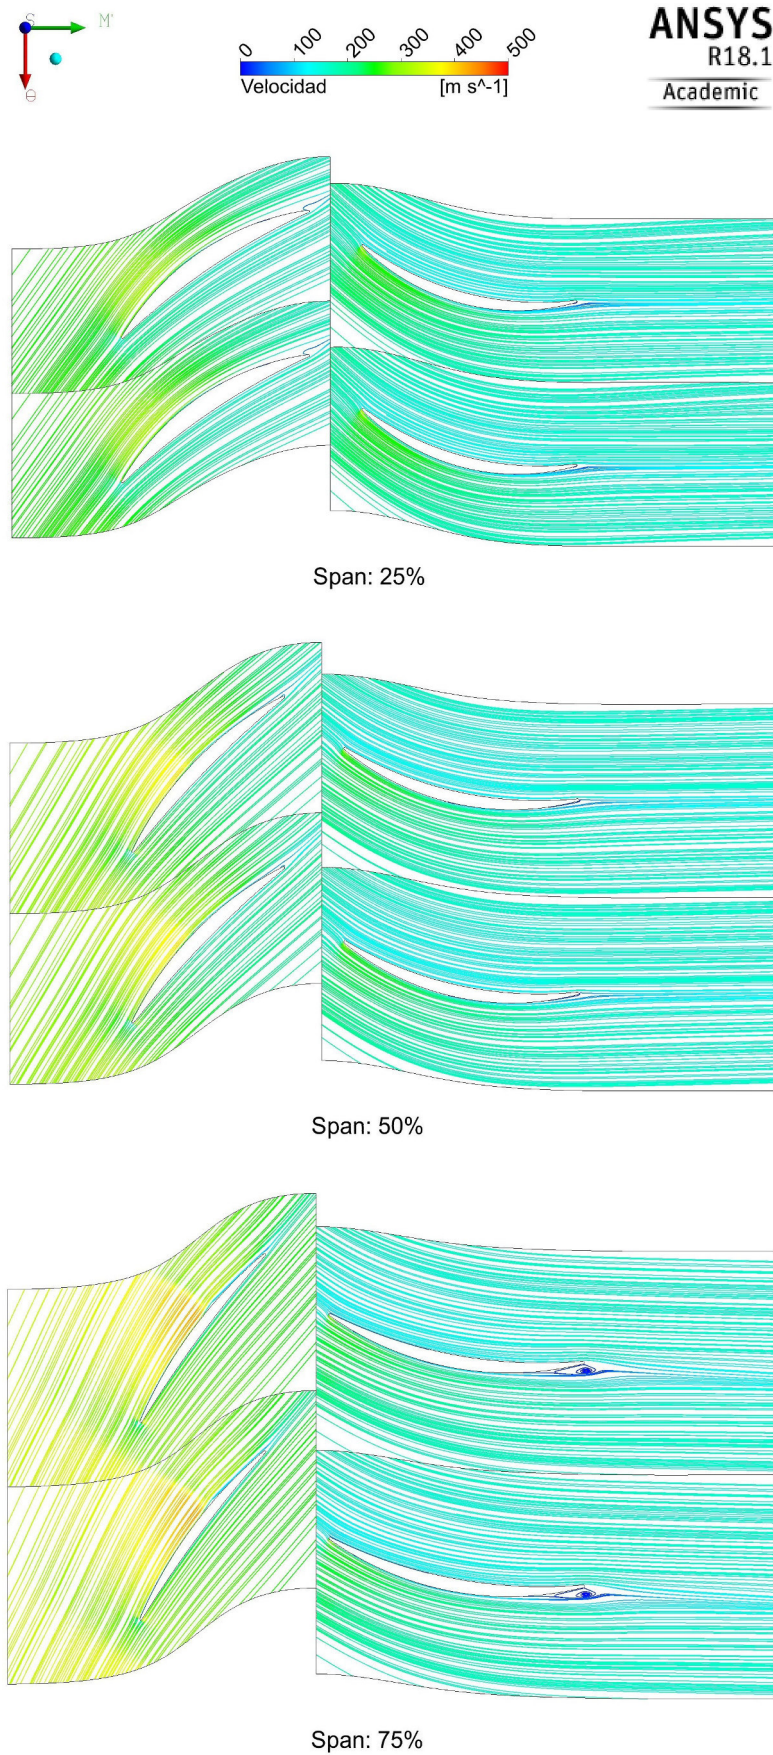 S M'
θ
0 100 200 300 400 500
Velocidad [m s^-1]
ANSYS
R18.1
Academic
Span: 25%
Span: 50%
Span: 75%